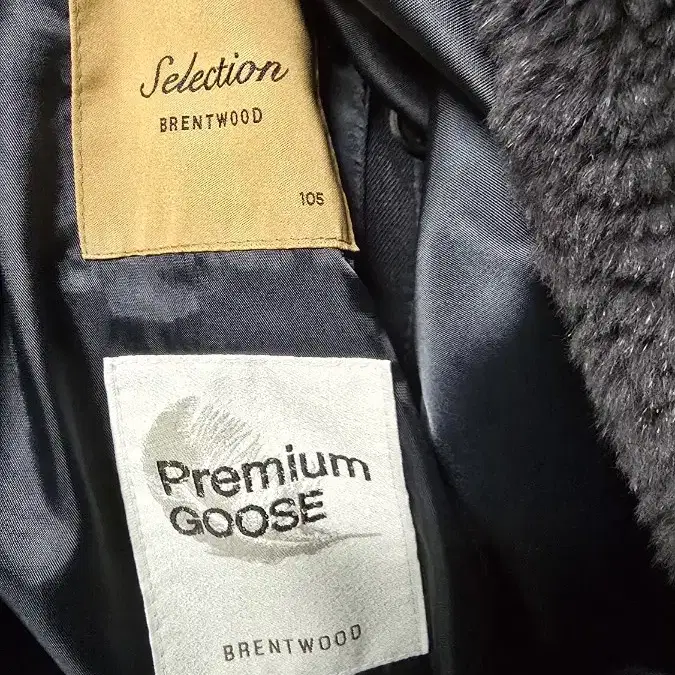 Selection
BRENTWOOD
105
Premium
GOOSE
BRENTWOOD